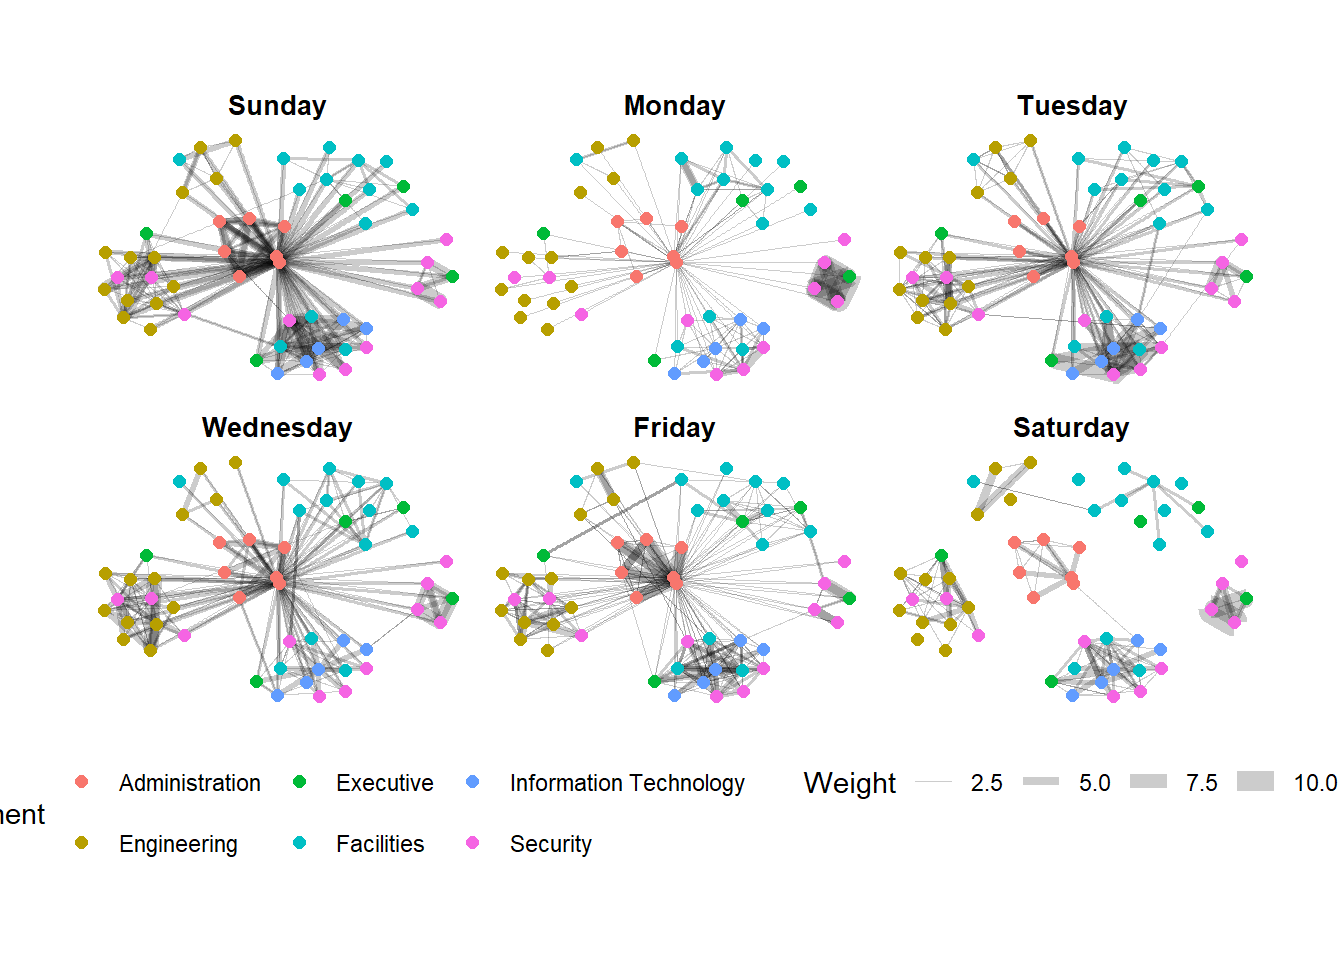 Sunday
Monday
Tuesday
Wednesday
Friday
Saturday
Administration
Executive
Information Technology
Weight
2.5
5.0
7.5
10.0
Engineering
Facilities
Security